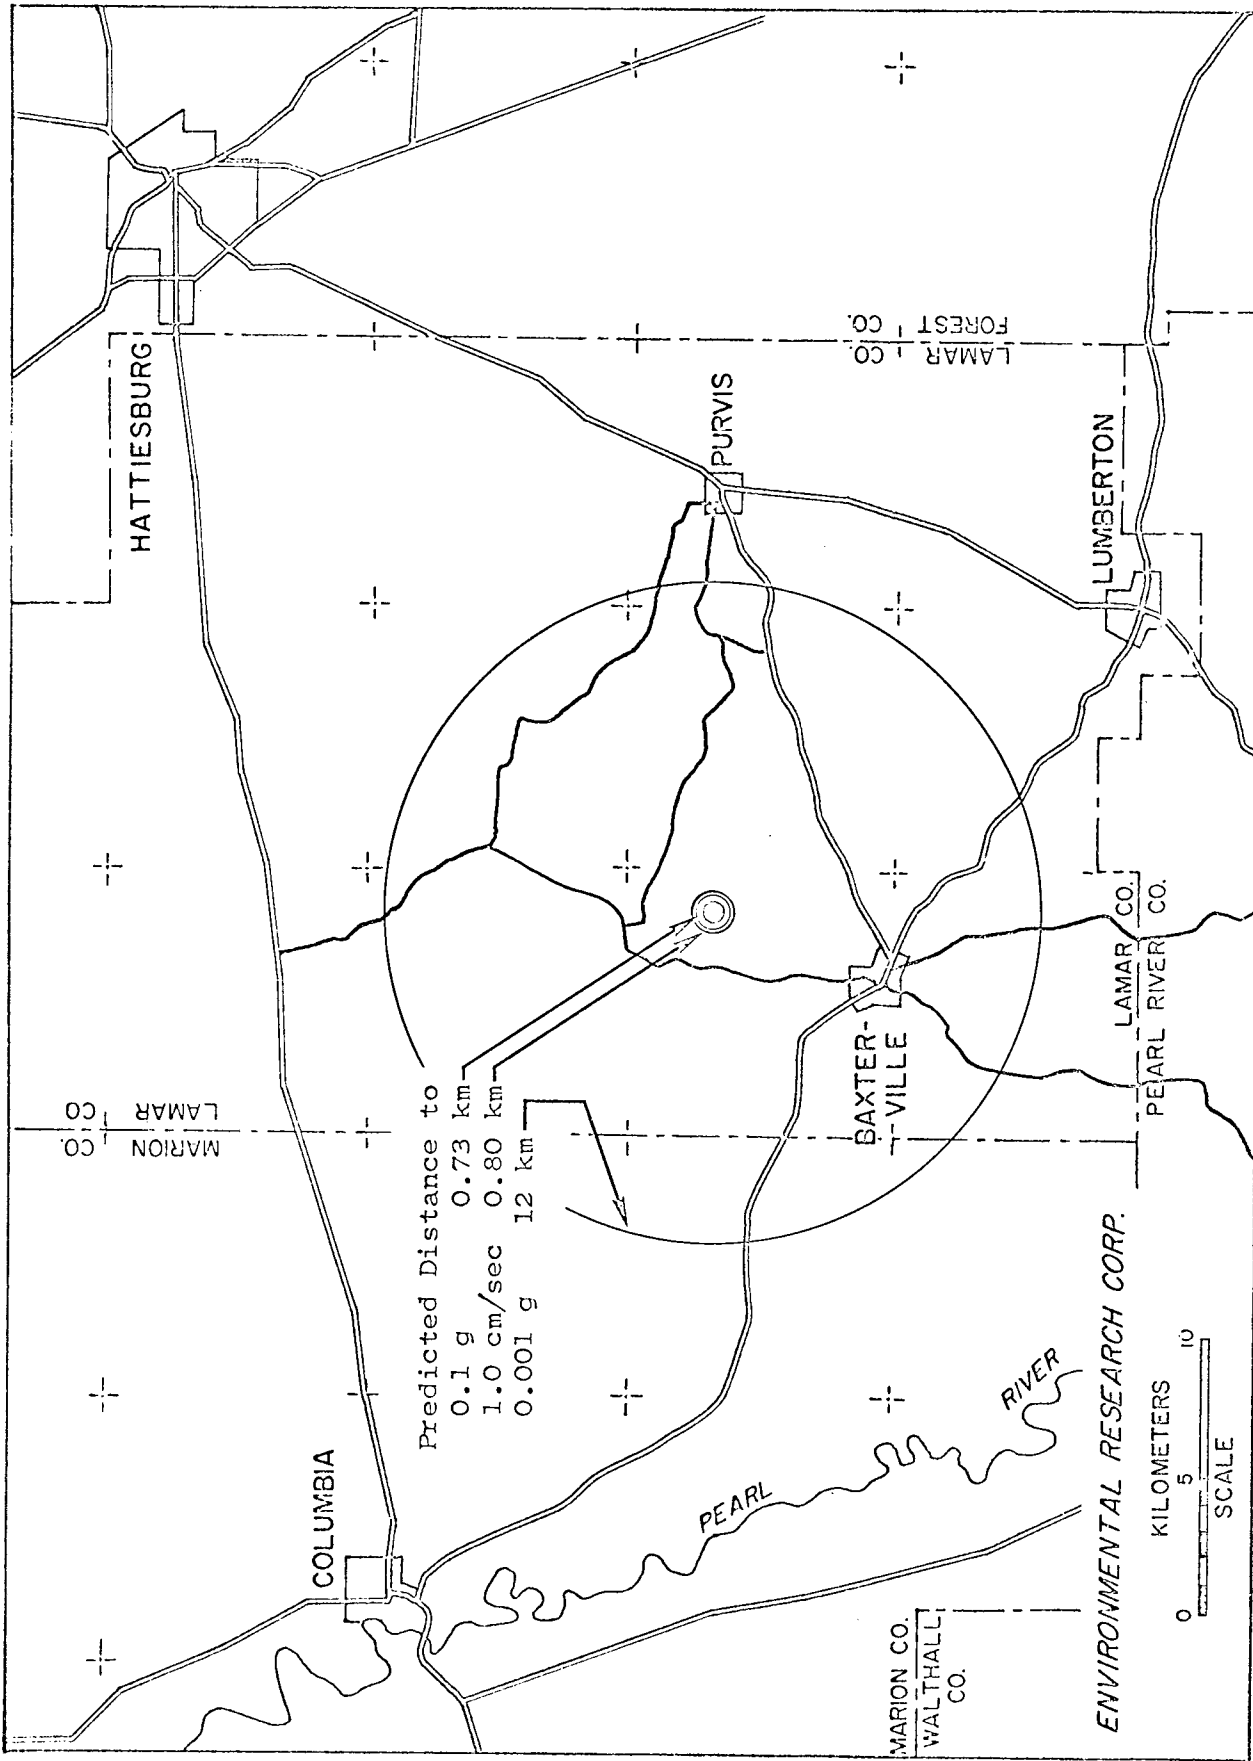 HATTIESBURG
COLUMBIA
MARION CO.
LAMAR CO
Predicted Distance to
0.1 g 0.73 km
1.0 cm/sec 0.80 km
0.001 g 12 km
PURVIS
LAMAR CO.
FOREST CO.
BAXTER-
VILLE
LUMBERTON
PEARL
RIVER
LAMAR CO.
PEARL RIVER CO.
MARION CO.
WALTHALL
CO.
ENVIRONMENTAL RESEARCH CORP.
KILOMETERS
0 5 10
SCALE